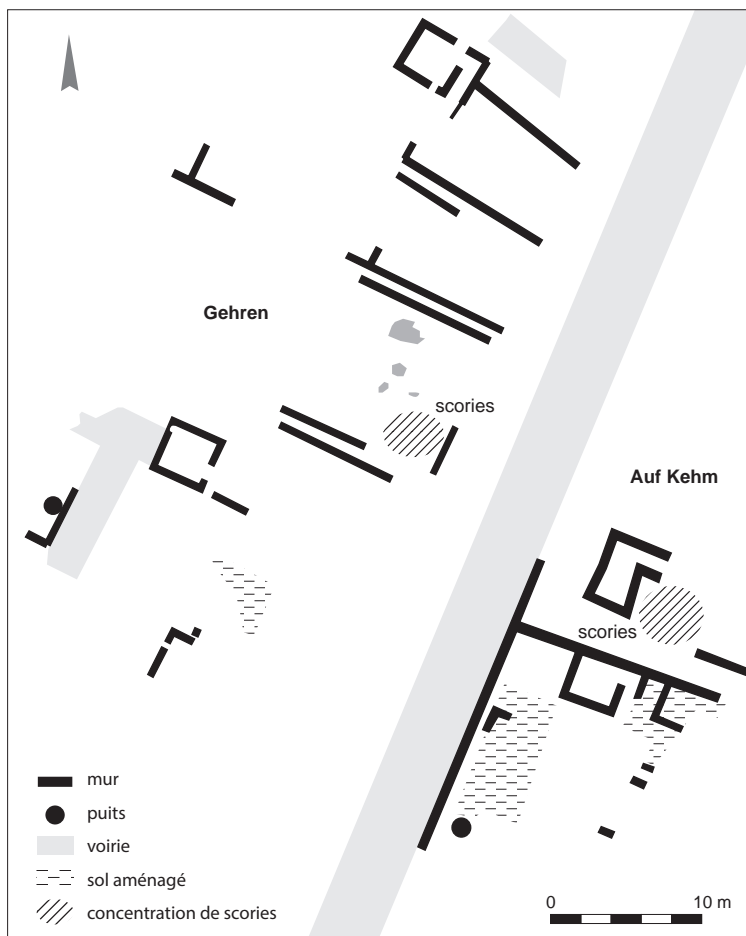 Gehren
scories
Auf Kehm
scories
mur
puits
voirie
sol aménagé
concentration de scories
0 10 m